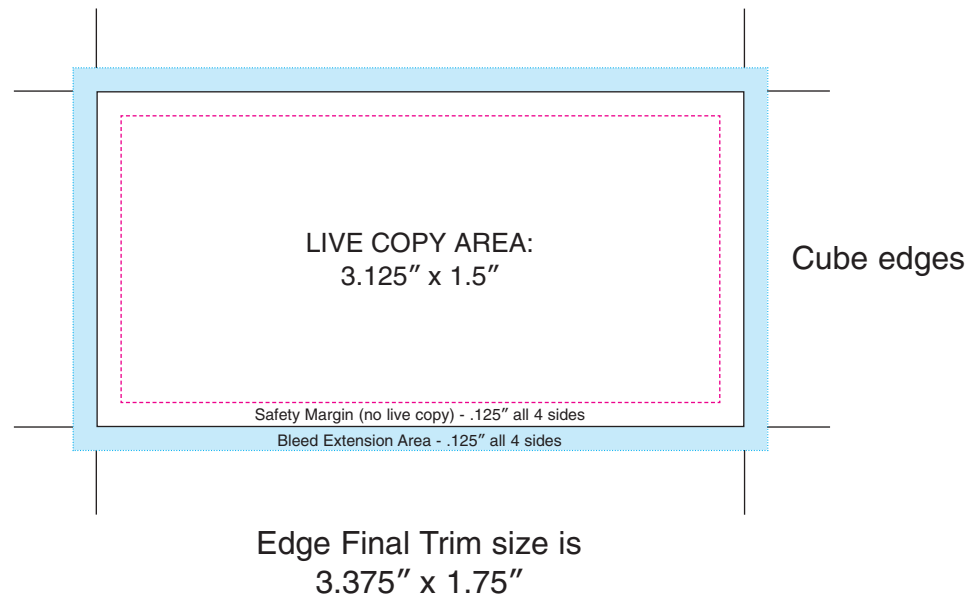 LIVE COPY AREA:
3.125″ x 1.5″
Cube edges
Safety Margin (no live copy) - .125″ all 4 sides
Bleed Extension Area - .125″ all 4 sides
Edge Final Trim size is
3.375″ x 1.75″